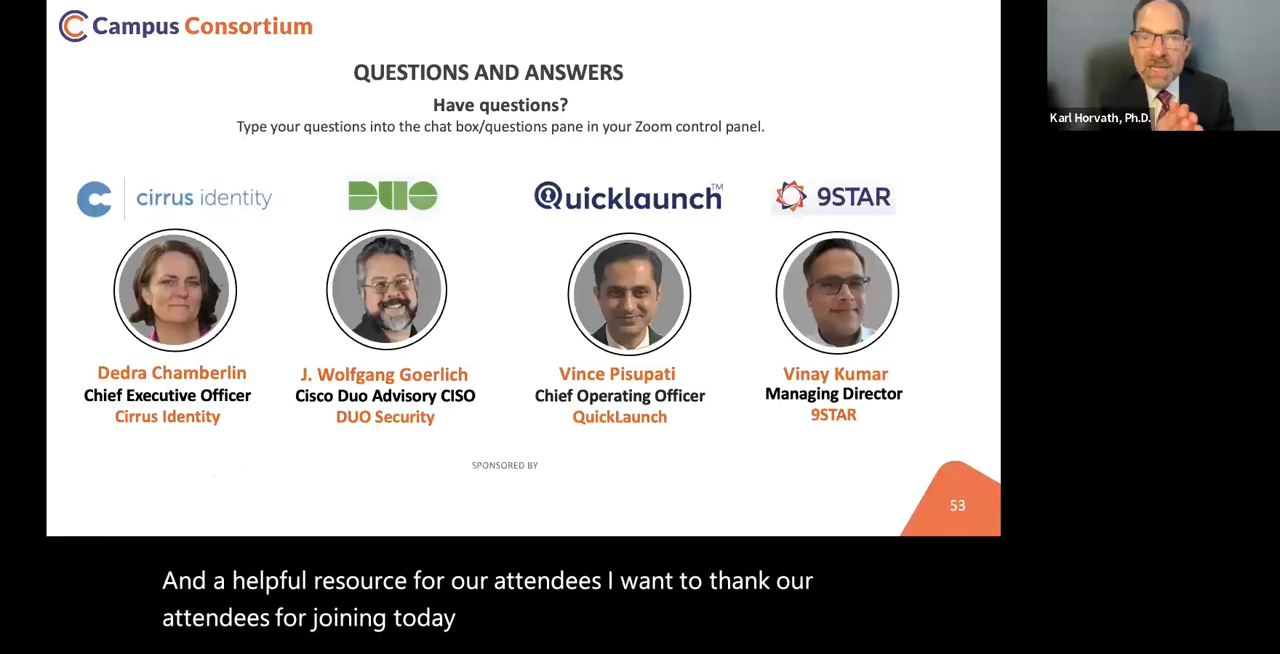 Campus Consortium
QUESTIONS AND ANSWERS
Have questions?
Type your questions into the chat box/questions pane in your Zoom control panel.
cirrus identity
DUO
Quicklaunch™
9STAR
Dedra Chamberlin
Chief Executive Officer
Cirrus Identity
J. Wolfgang Goerlich
Cisco Duo Advisory CISO
DUO Security
Vince Pisupati
Chief Operating Officer
QuickLaunch
Vinay Kumar
Managing Director
9STAR
SPONSORED BY
53
Karl Horvath, Ph.D.
And a helpful resource for our attendees I want to thank our
attendees for joining today